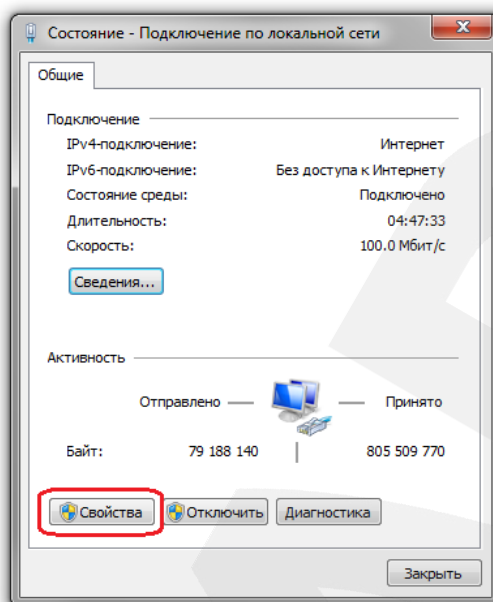 Состояние - Подключение по локальной сети
Общие
Подключение
IPv4-подключение: Интернет
IPv6-подключение: Без доступа к Интернету
Состояние среды: Подключено
Длительность: 04:47:33
Скорость: 100.0 Мбит/с
Сведения...
Активность
Отправлено Принято
Байт: 79 188 140 805 509 770
Свойства Отключить Диагностика
Закрыть